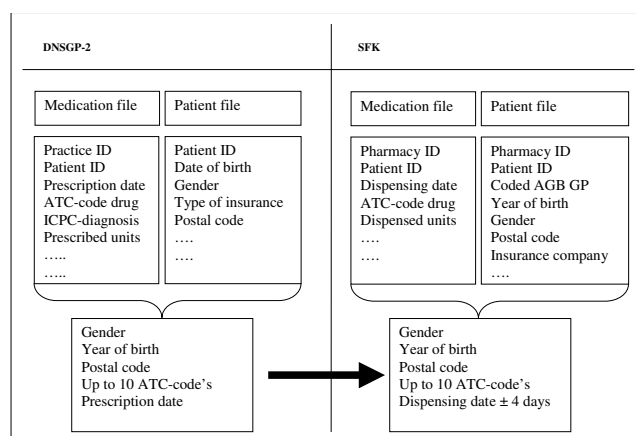 DNSGP-2
SFK
Medication file
Patient file
Medication file
Patient file
Practice ID
Patient ID
Prescription date
ATC-code drug
ICPC-diagnosis
Prescribed units
…..
…..
Patient ID
Date of birth
Gender
Type of insurance
Postal code
….
….
Pharmacy ID
Patient ID
Dispensing date
ATC-code drug
Dispensed units
….
….
Pharmacy ID
Patient ID
Coded AGB GP
Year of birth
Gender
Postal code
Insurance company
….
Gender
Year of birth
Postal code
Up to 10 ATC-code's
Prescription date
Gender
Year of birth
Postal code
Up to 10 ATC-code's
Dispensing date ± 4 days